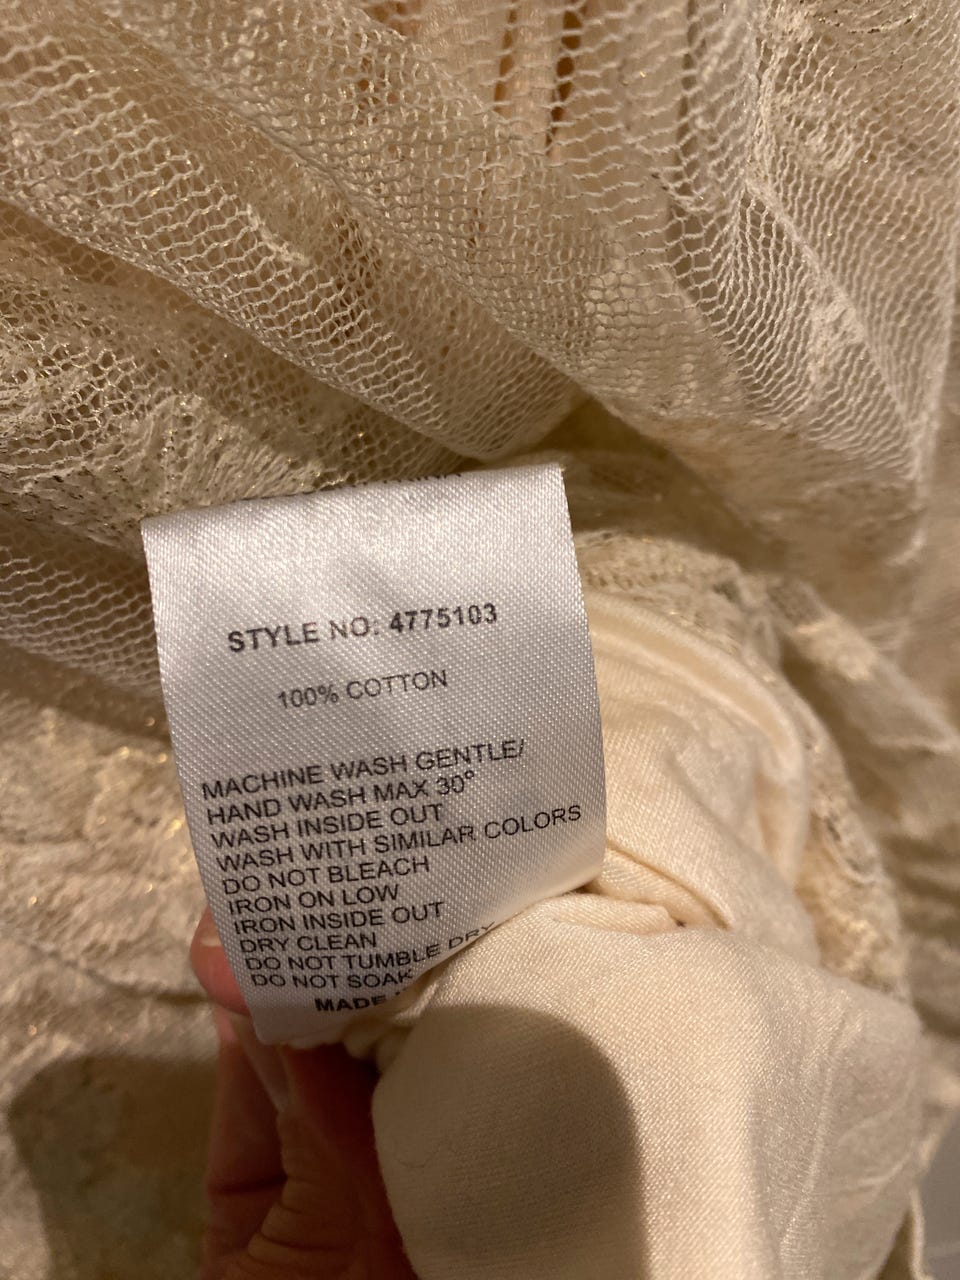 STYLE NO: 4775103
100% COTTON
MACHINE WASH GENTLE/
HAND WASH MAX 30°
WASH INSIDE OUT
WASH WITH SIMILAR COLORS
DO NOT BLEACH
IRON ON LOW
IRON INSIDE OUT
DRY CLEAN
DO NOT TUMBLE DRY
DO NOT SOAK
MADE